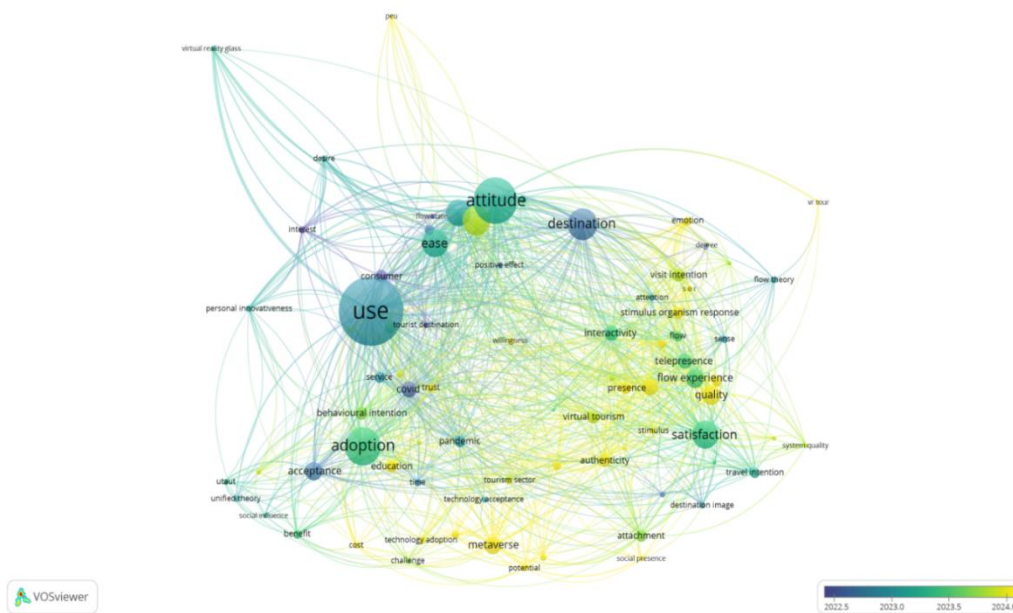 peu
virtual reality glass
desire
attitude
vr tour
interest
destination
emotion
ease
degree
positive effect
consumer
visit intention
flow theory
s o r
attention
personal innovativeness
use
stimulus organism response
tourist destination
interactivity
flow
sense
willingness
telepresence
service
flow experience
covid
trust
presence
quality
behavioural intention
virtual tourism
stimulus
satisfaction
adoption
pandemic
system quality
authenticity
acceptance
education
travel intention
utaut
time
tourism sector
unified theory
technology acceptance
destination image
social influence
benefit
attachment
cost
technology adoption
metaverse
challenge
social presence
potential
VOSviewer
2022.5
2023.0
2023.5